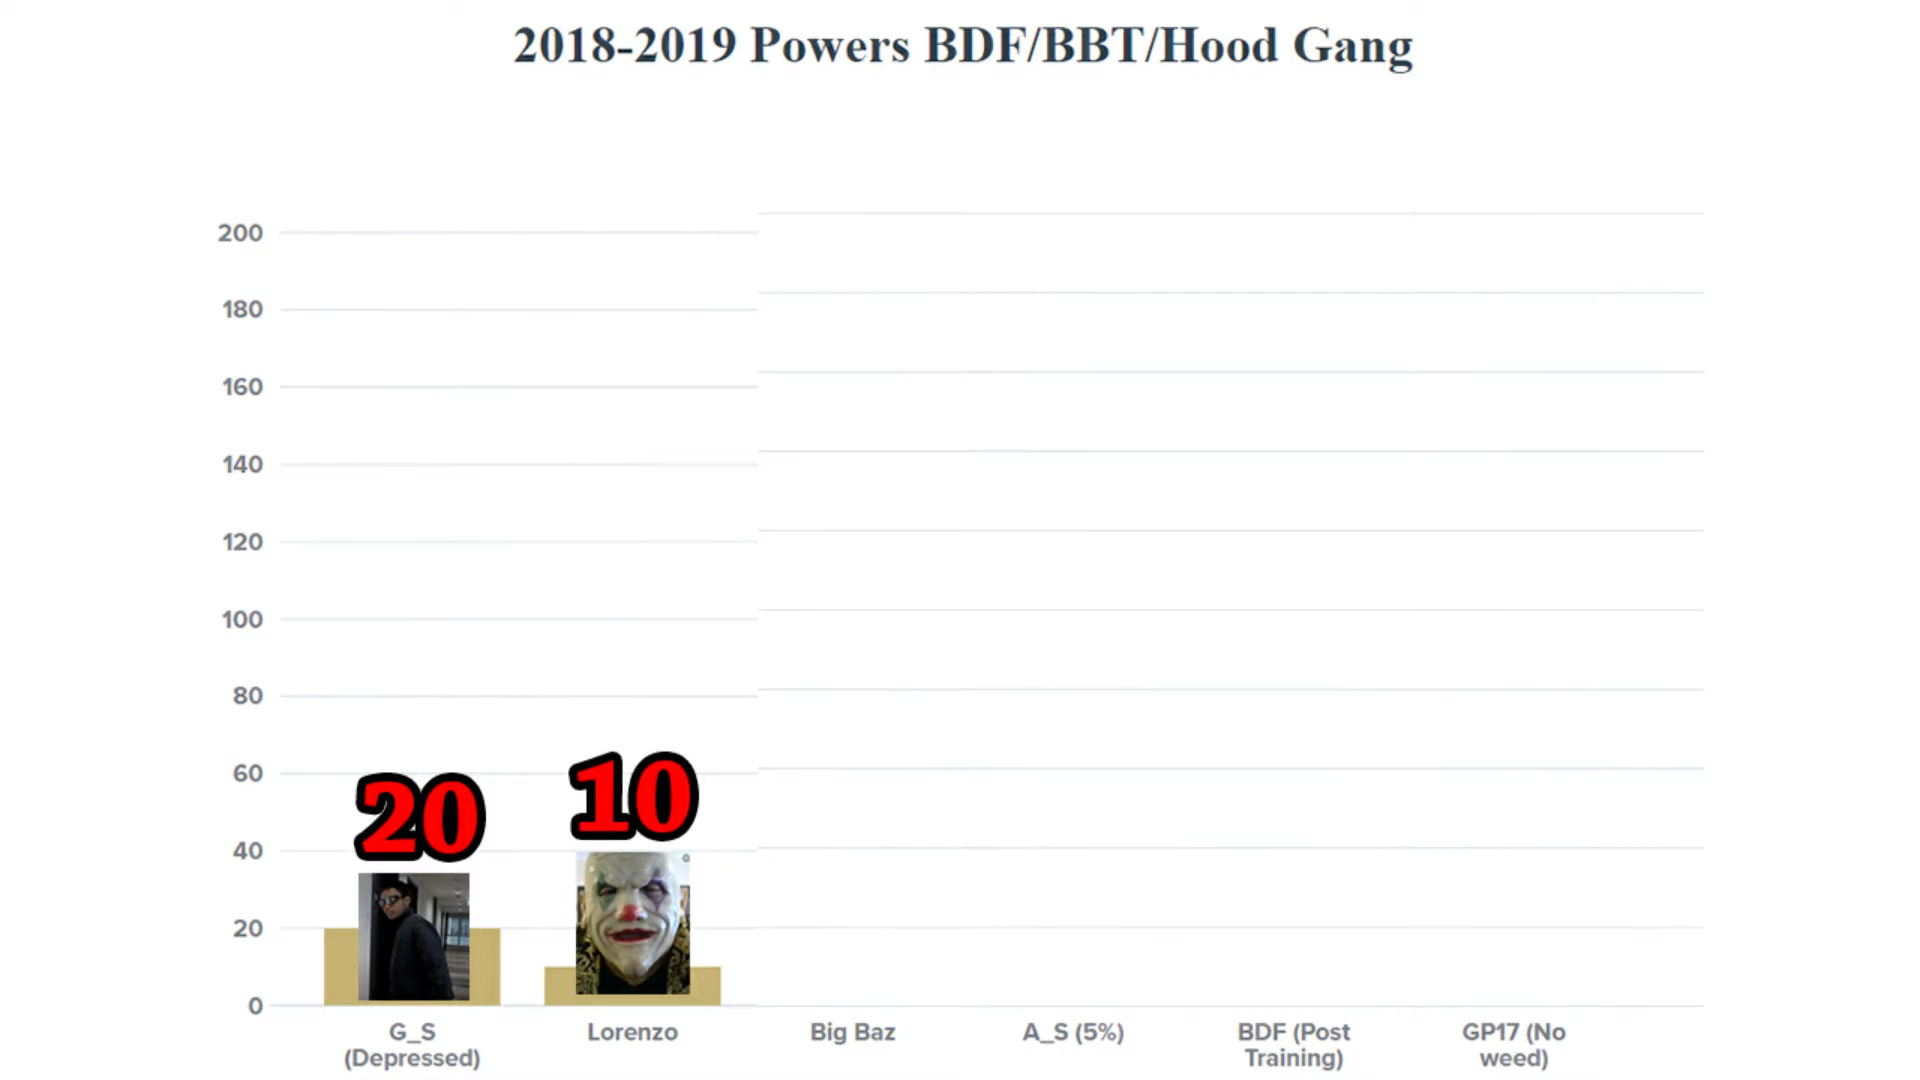 2018-2019 Powers BDF/BBT/Hood Gang
200
180
160
140
120
100
80
60
40
20
0
20
10
G_S
(Depressed)
Lorenzo
Big Baz
A_S (5%)
BDF (Post
Training)
GP17 (No
weed)